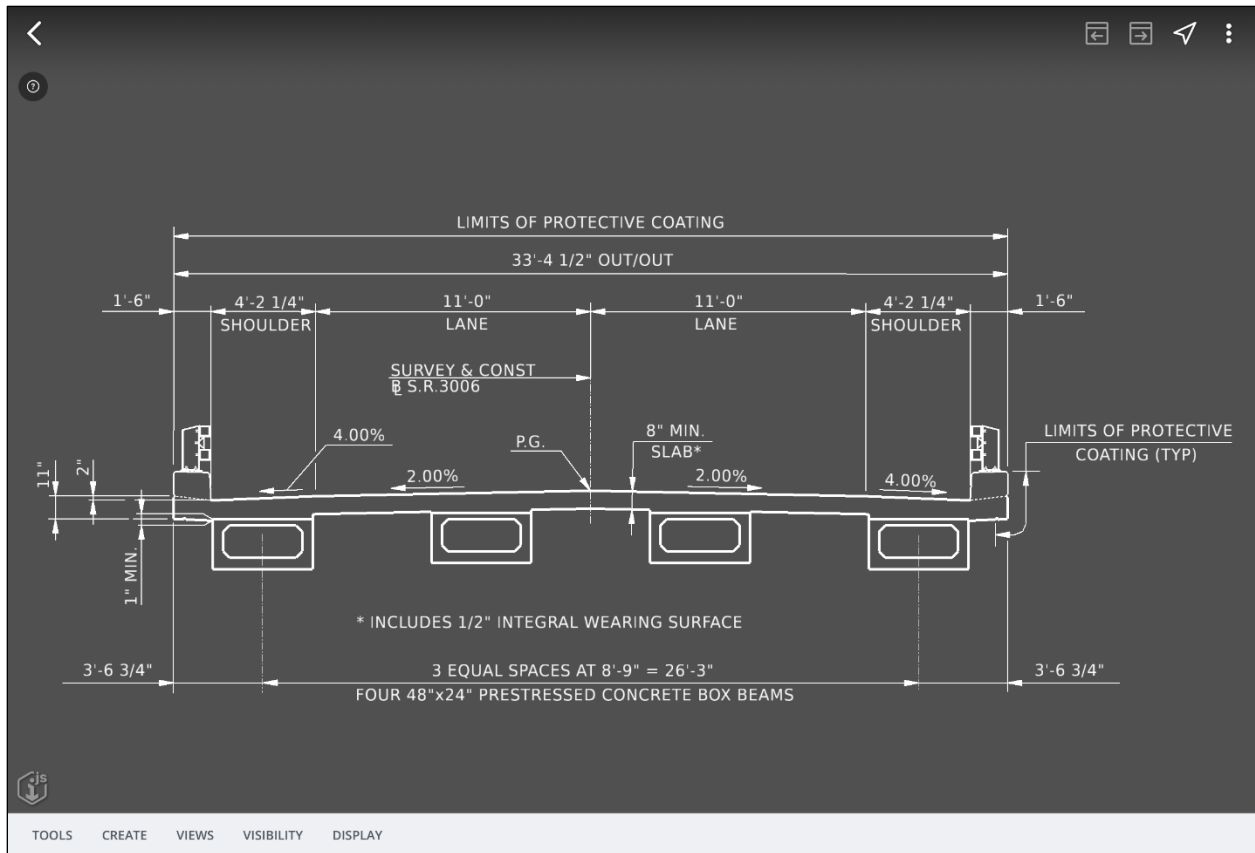 LIMITS OF PROTECTIVE COATING
33'-4 1/2" OUT/OUT
1'-6"
4'-2 1/4"
SHOULDER
11'-0"
LANE
11'-0"
LANE
4'-2 1/4"
SHOULDER
1'-6"
SURVEY & CONST
℄ S.R.3006
4.00%
P.G.
8" MIN.
SLAB*
LIMITS OF PROTECTIVE
COATING (TYP)
11"
2"
2.00%
2.00%
4.00%
1" MIN.
* INCLUDES 1/2" INTEGRAL WEARING SURFACE
3'-6 3/4"
3 EQUAL SPACES AT 8'-9" = 26'-3"
3'-6 3/4"
FOUR 48"x24" PRESTRESSED CONCRETE BOX BEAMS
js
TOOLS CREATE VIEWS VISIBILITY DISPLAY